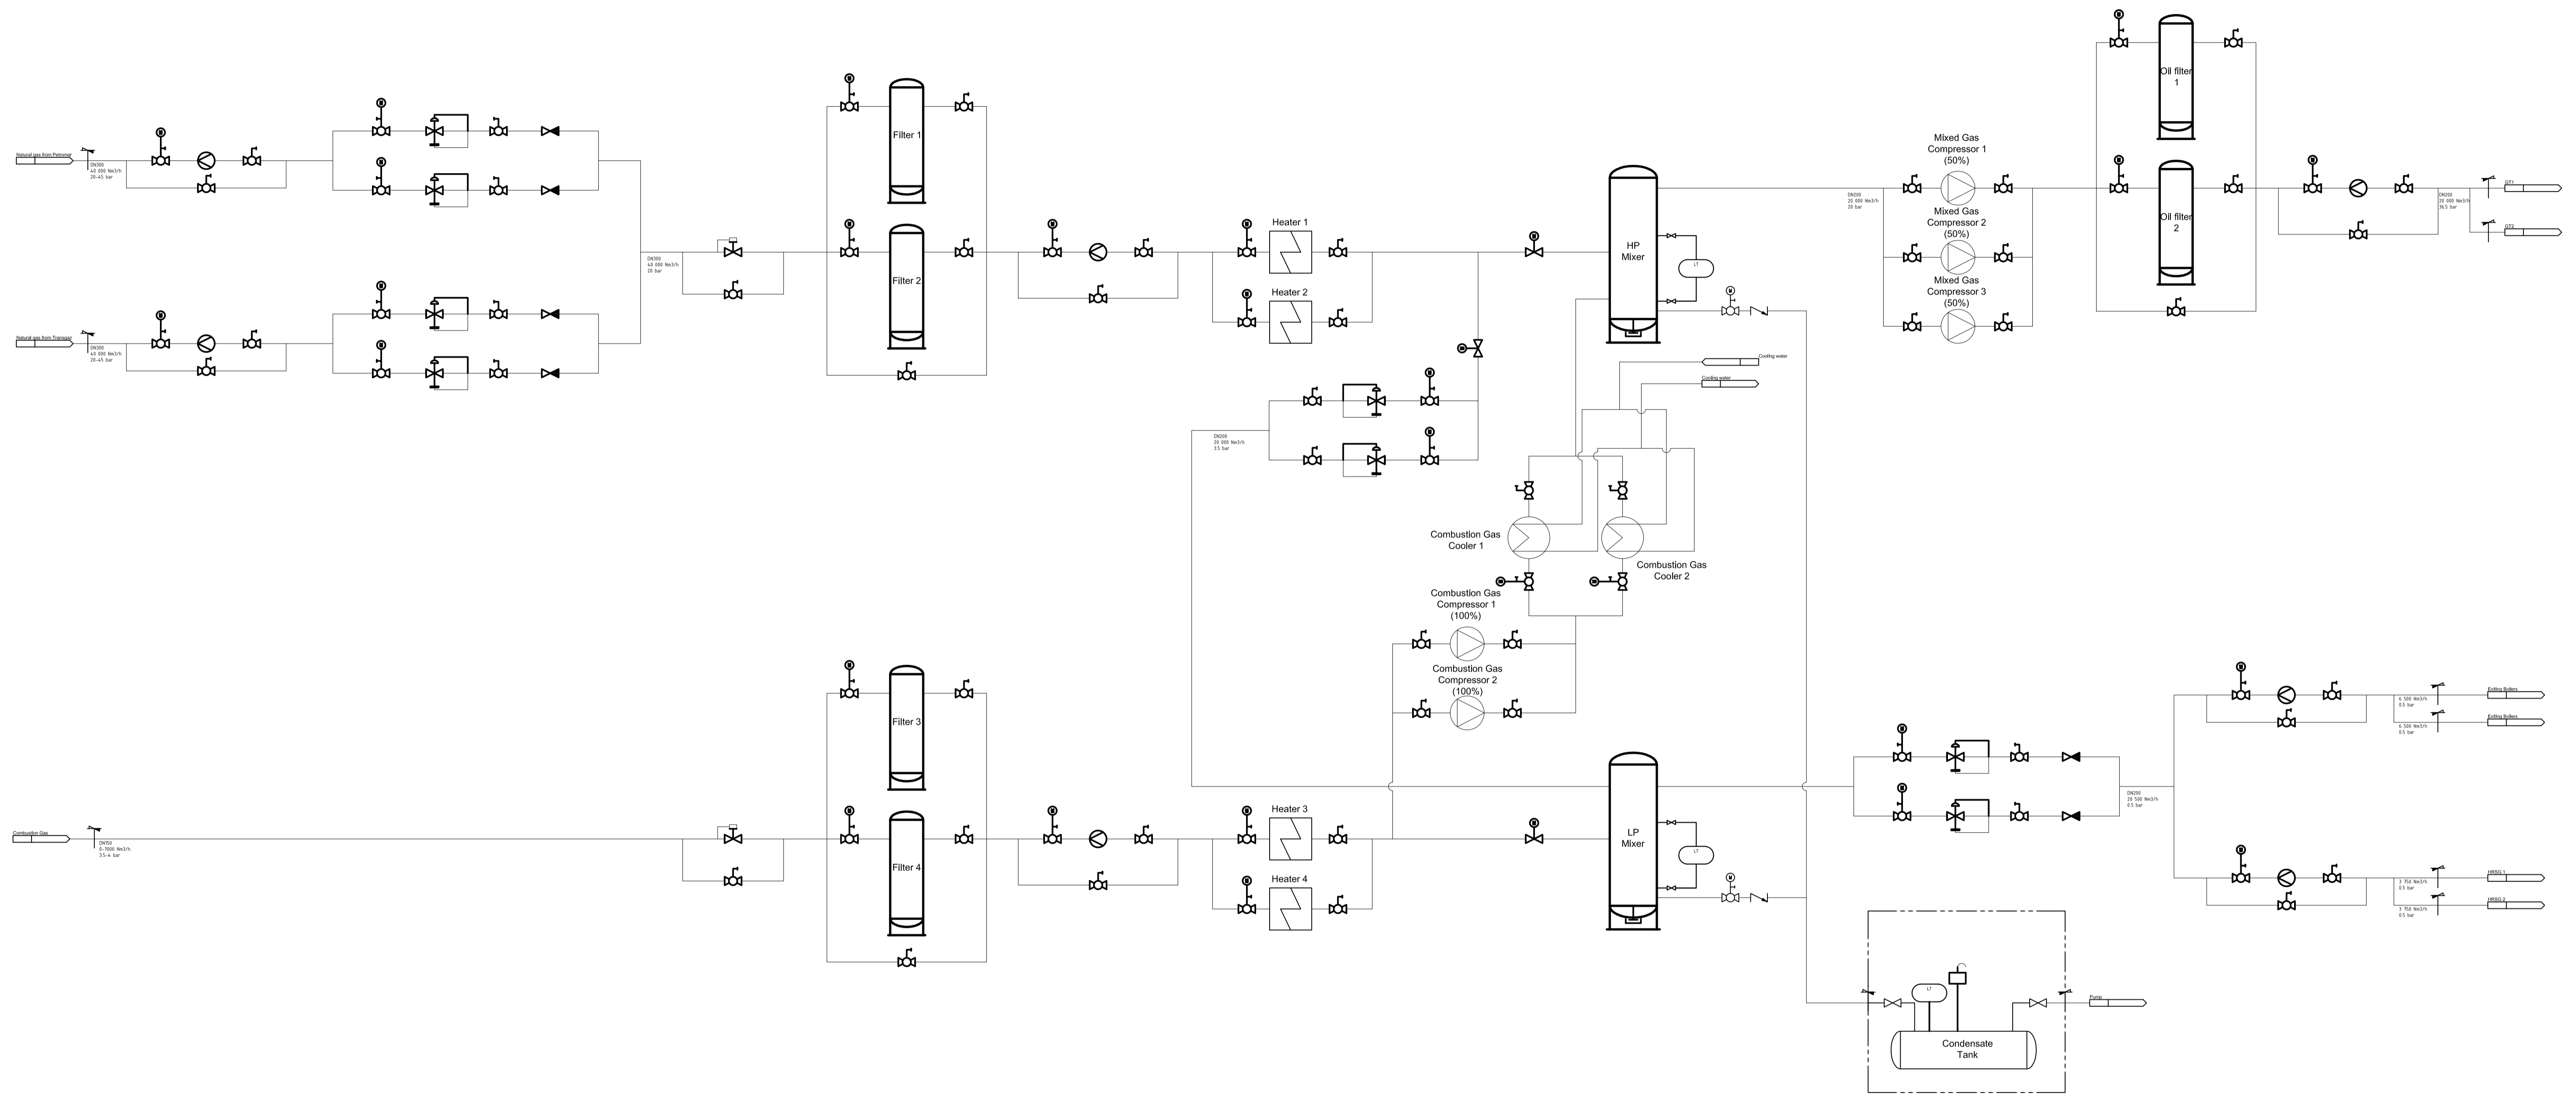 Natural gas from Petromar
DN300
40 000 Nm3/h
20-45 bar
Natural gas from Transgaz
DN300
40 000 Nm3/h
20-45 bar
DN300
40 000 Nm3/h
20 bar
Filter 1
Filter 2
Heater 1
Heater 2
DN200
20 000 Nm3/h
3.5 bar
HP
Mixer
LT
M
Cooling water
Cooling water
Combustion Gas
Cooler 1
Combustion Gas
Cooler 2
Combustion Gas
Compressor 1
(100%)
Combustion Gas
Compressor 2
(100%)
DN200
20 000 Nm3/h
20 bar
Mixed Gas
Compressor 1
(50%)
Mixed Gas
Compressor 2
(50%)
Mixed Gas
Compressor 3
(50%)
Oil filter
1
Oil filter
2
DN200
20 000 Nm3/h
36.5 bar
GT1
GT2
Combustion Gas
DN150
0-7000 Nm3/h
3.5-4 bar
Filter 3
Filter 4
Heater 3
Heater 4
LP
Mixer
LT
M
DN200
20 500 Nm3/h
0.5 bar
Exiting Boilers
6 500 Nm3/h
0.5 bar
Exiting Boilers
6 500 Nm3/h
0.5 bar
HRSG 1
3 750 Nm3/h
0.5 bar
HRSG 2
3 750 Nm3/h
0.5 bar
LT
Condensate
Tank
Pump